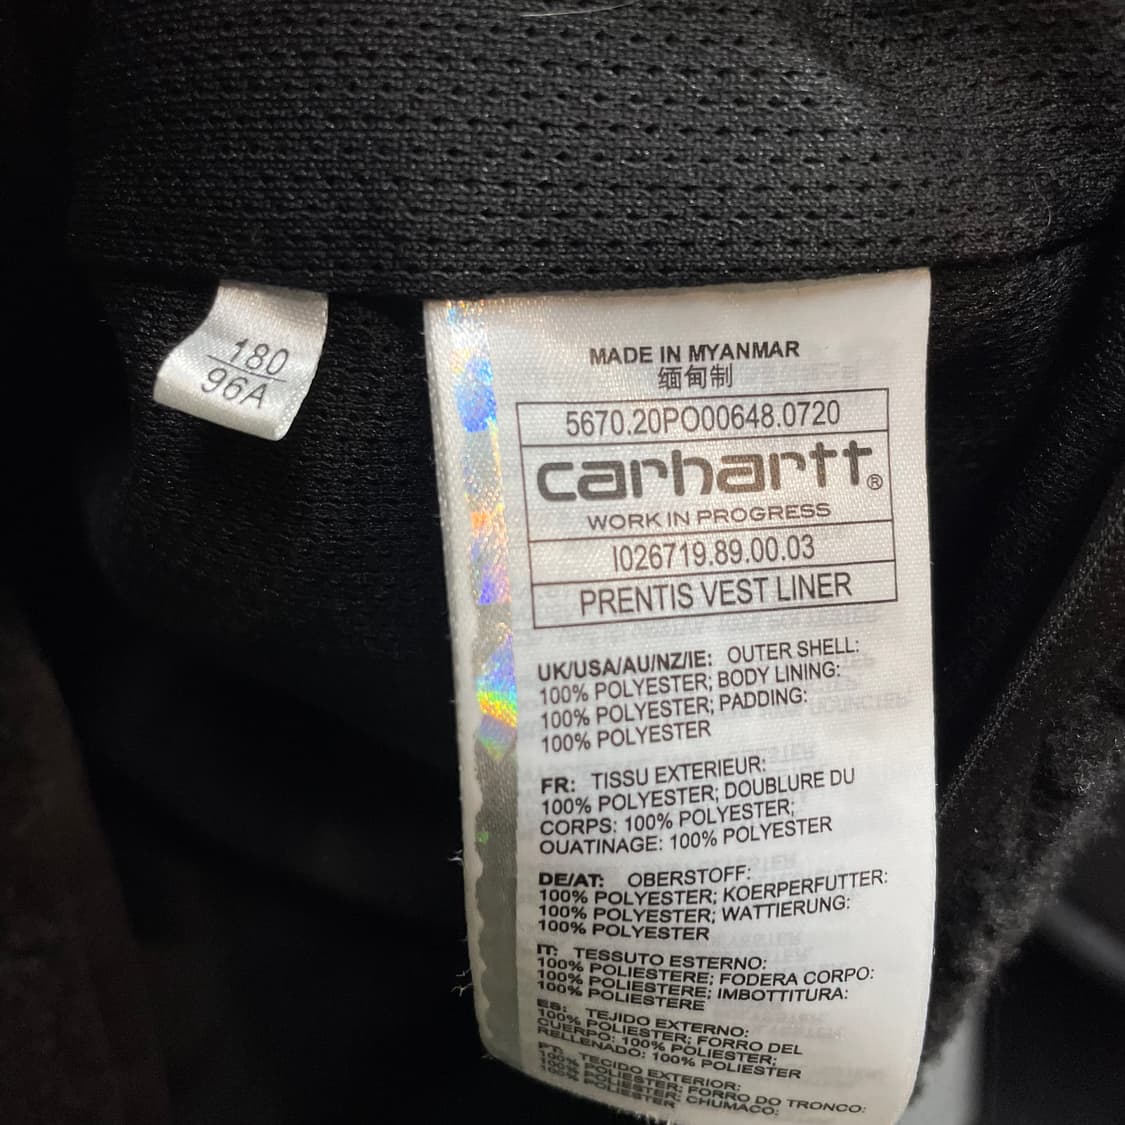 180
96A
MADE IN MYANMAR
缅甸制
5670.20PO00648.0720
carhartt®
WORK IN PROGRESS
I026719.89.00.03
PRENTIS VEST LINER
UK/USA/AU/NZ/IE: OUTER SHELL:
100% POLYESTER; BODY LINING:
100% POLYESTER; PADDING:
100% POLYESTER
FR: TISSU EXTERIEUR:
100% POLYESTER; DOUBLURE DU
CORPS: 100% POLYESTER;
OUATINAGE: 100% POLYESTER
DE/AT: OBERSTOFF:
100% POLYESTER; KOERPERFUTTER:
100% POLYESTER; WATTIERUNG:
100% POLYESTER
IT: TESSUTO ESTERNO:
100% POLIESTERE; FODERA CORPO:
100% POLIESTERE; IMBOTTITURA:
100% POLIESTERE
ES: TEJIDO EXTERNO:
100% POLIESTER; FORRO DEL
CUERPO: 100% POLIESTER;
RELLENADO: 100% POLIESTER
PT: TECIDO EXTERIOR:
100% POLIESTER; FORRO DO TRONCO:
100% POLIESTER; CHUMACO:
100% POLIESTER